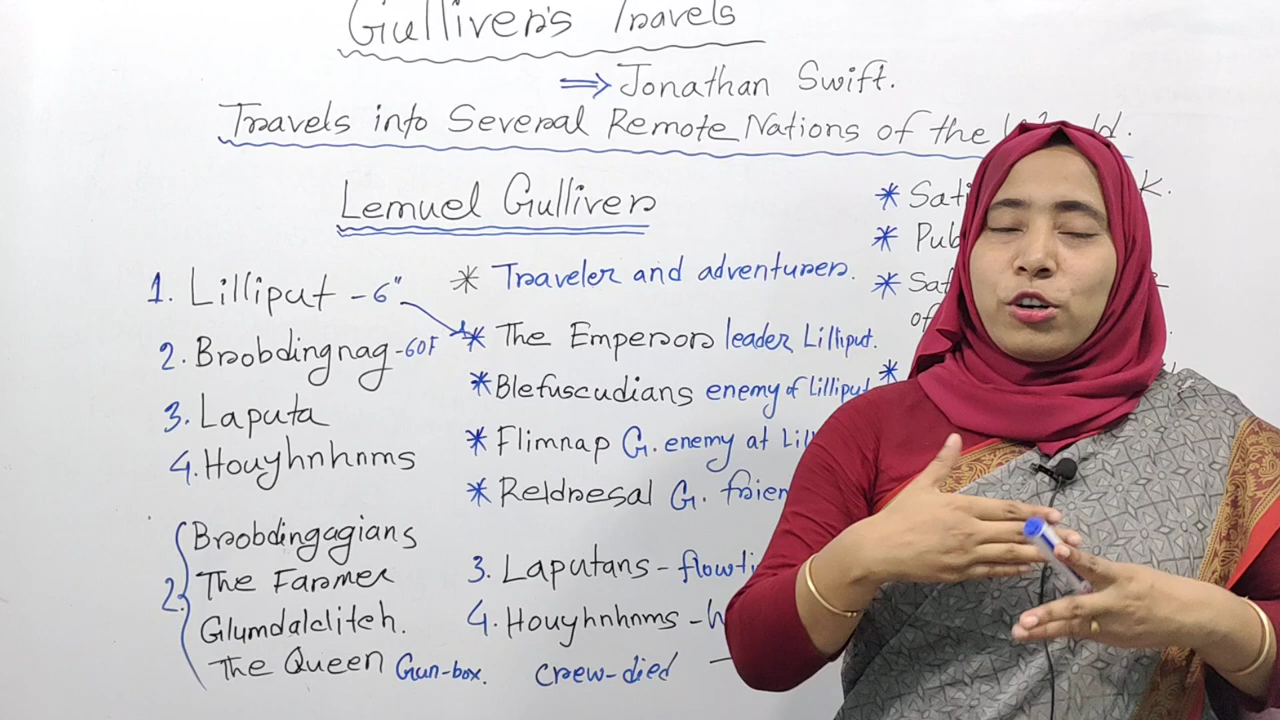 Gulliver's Travels
⇒ Jonathan Swift.
Travels into Several Remote Nations of the
Lemuel Gulliver
1. Lilliput - 6"
2. Brobdingnag - 60F
3. Laputa
4. Houyhnhnms
* Traveler and adventurer.
* The Emperor leader Lilliput.
* Blefuscudians enemy of Lilliput
* Flimnap G. enemy at
* Reldresal G.
2. Brobdingagians
The Farmer
Glumdalclitch.
The Queen Gun-box.
3. Laputans -
4. Houyhnhnms -
crew-died
*
*
*
of
*
K.